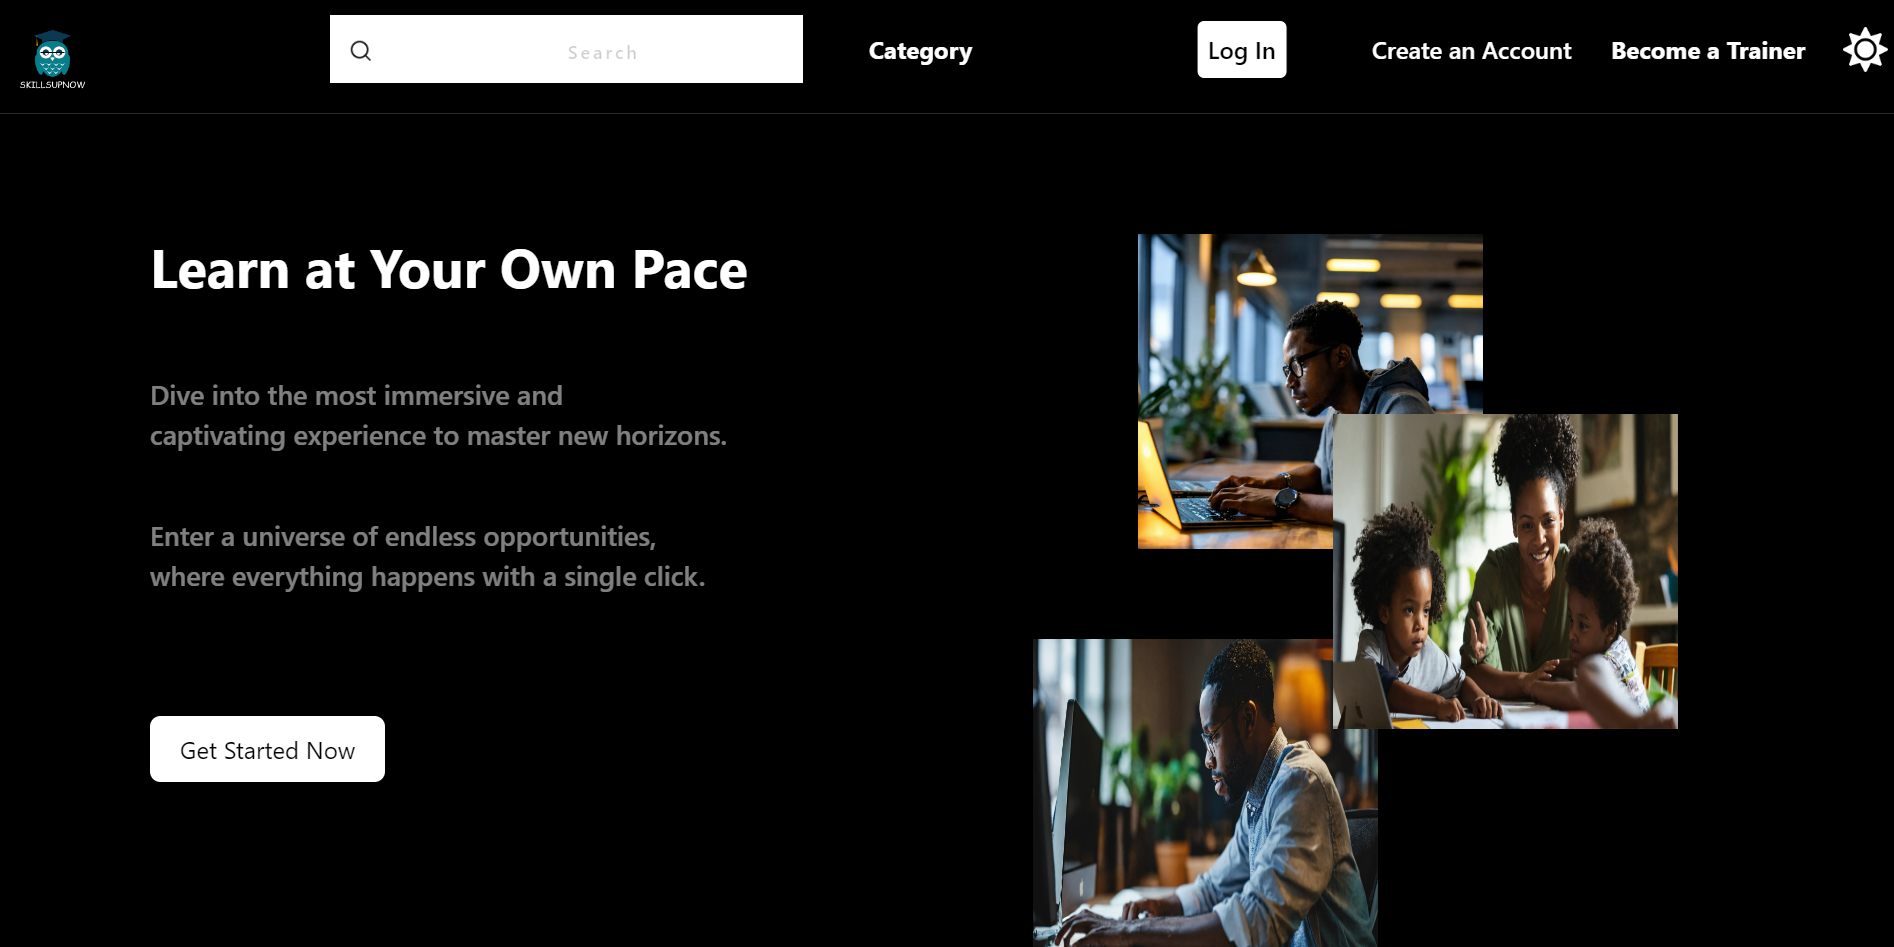 SKILLSUPNOW
Search
Category
Log In
Create an Account
Become a Trainer
Learn at Your Own Pace
Dive into the most immersive and
captivating experience to master new horizons.
Enter a universe of endless opportunities,
where everything happens with a single click.
Get Started Now